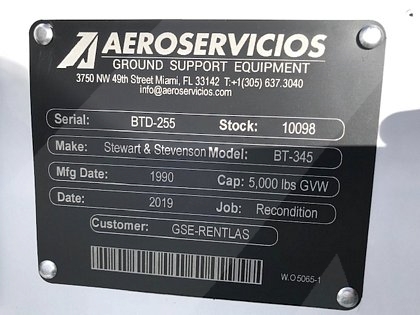 AEROSERVICIOS
GROUND SUPPORT EQUIPMENT
3750 NW 49th Street Miami, FL 33142 T:+1(305) 637.3040
info@aeroservicios.com
Serial: BTD-255 Stock: 10098
Make: Stewart & Stevenson Model: BT-345
Mfg Date: 1990 Cap: 5,000 lbs GVW
Date: 2019 Job: Recondition
Customer: GSE-RENTLAS
W.O 5065-1